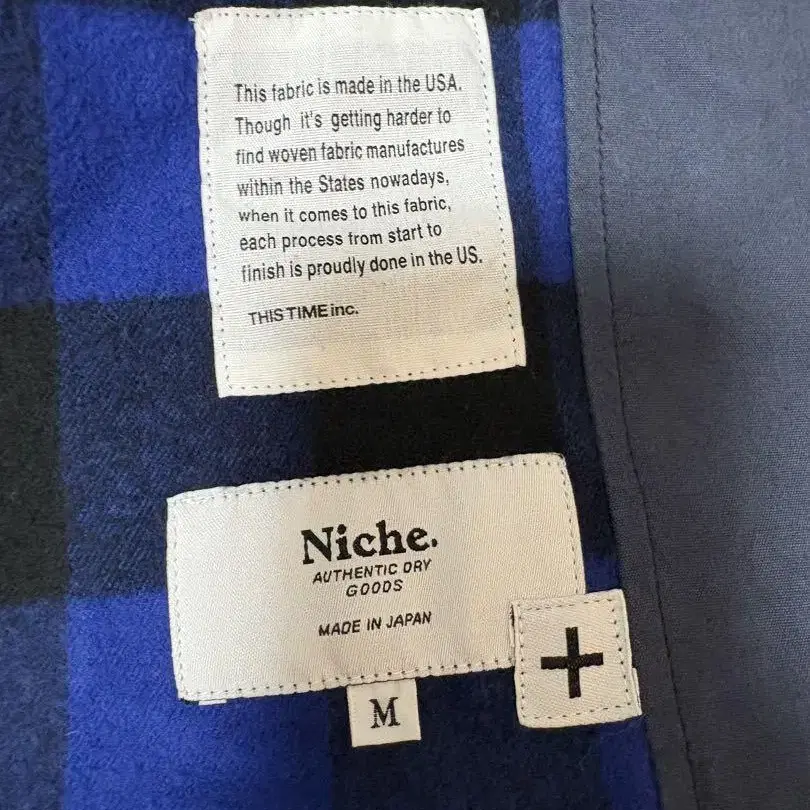 This fabric is made in the USA.
Though it's getting harder to
find woven fabric manufactures
within the States nowadays,
when it comes to this fabric,
each process from start to
finish is proudly done in the US.
THIS TIME inc.
Niche.
AUTHENTIC DRY
GOODS
MADE IN JAPAN
+
M